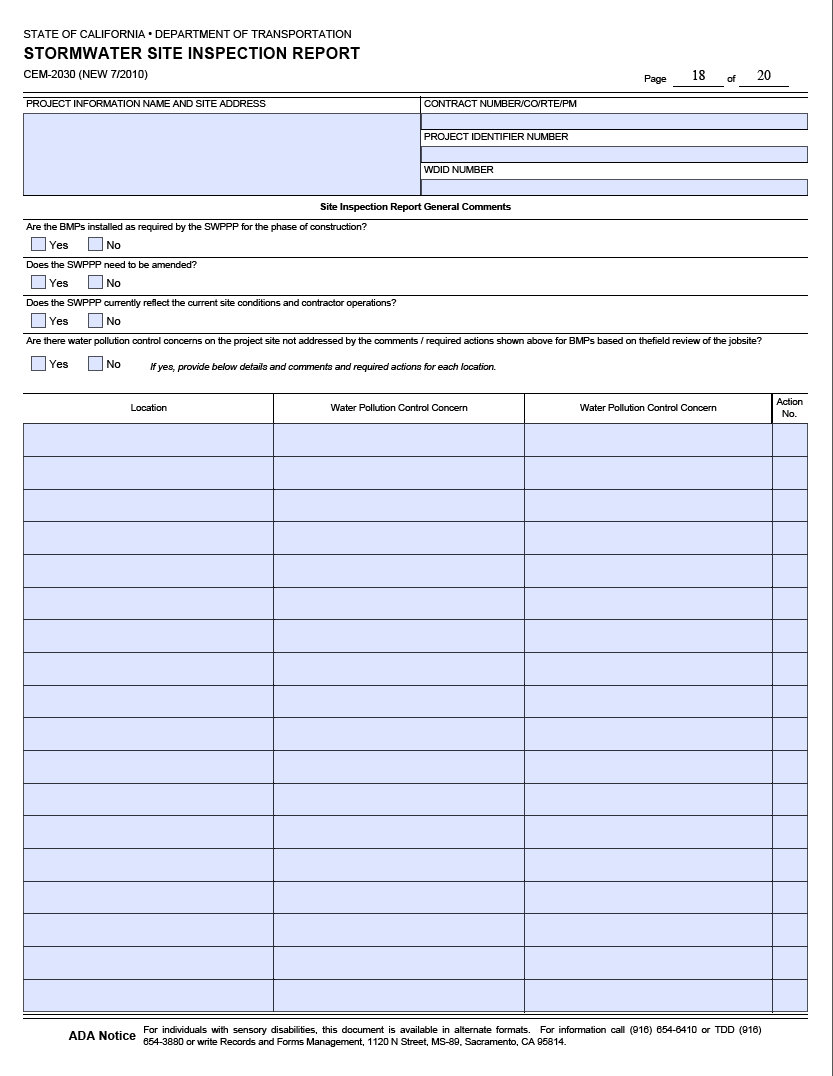 STATE OF CALIFORNIA • DEPARTMENT OF TRANSPORTATION
STORMWATER SITE INSPECTION REPORT
CEM-2030 (NEW 7/2010)
Page 18 of 20
PROJECT INFORMATION NAME AND SITE ADDRESS
CONTRACT NUMBER/CO/RTE/PM
PROJECT IDENTIFIER NUMBER
WDID NUMBER
Site Inspection Report General Comments
Are the BMPs installed as required by the SWPPP for the phase of construction?
Yes No
Does the SWPPP need to be amended?
Yes No
Does the SWPPP currently reflect the current site conditions and contractor operations?
Yes No
Are there water pollution control concerns on the project site not addressed by the comments / required actions shown above for BMPs based on thefield review of the jobsite?
Yes No If yes, provide below details and comments and required actions for each location.
Location Water Pollution Control Concern Water Pollution Control Concern Action No.
ADA Notice
For individuals with sensory disabilities, this document is available in alternate formats. For information call (916) 654-6410 or TDD (916)
654-3880 or write Records and Forms Management, 1120 N Street, MS-89, Sacramento, CA 95814.